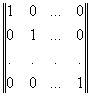 1 0 ... 0
0 1 ... 0
. . . .
0 0 ... 1